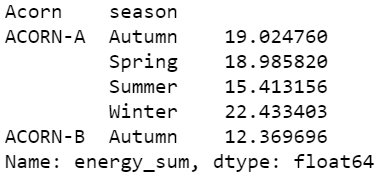 Acorn    season
ACORN-A  Autumn    19.024760
         Spring    18.985820
         Summer    15.413156
         Winter    22.433403
ACORN-B  Autumn    12.369696
Name: energy_sum, dtype: float64